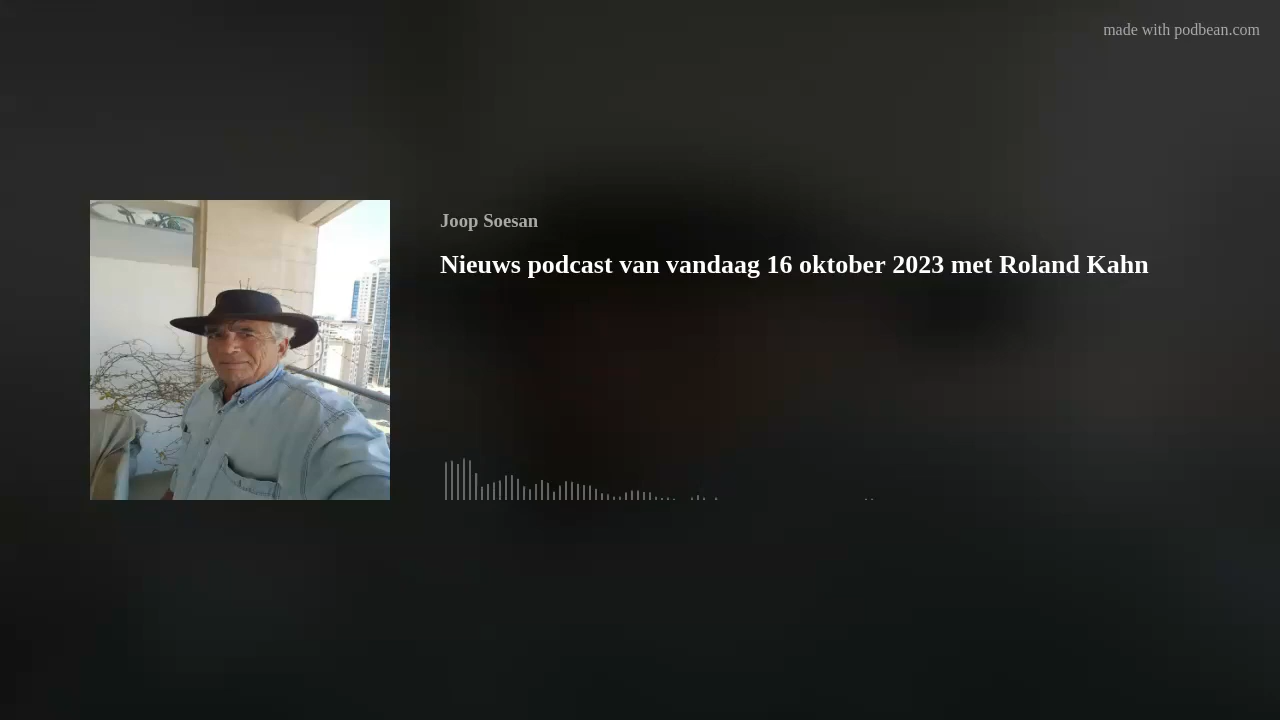 made with podbean.com
Joop Soesan
Nieuws podcast van vandaag 16 oktober 2023 met Roland Kahn